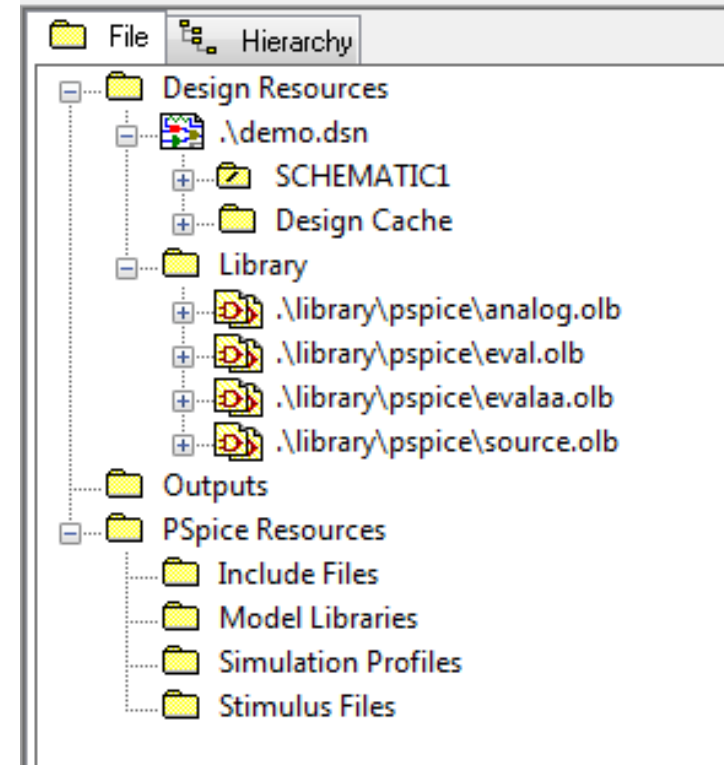 File Hierarchy
Design Resources
.\demo.dsn
SCHEMATIC1
Design Cache
Library
.\library\pspice\analog.olb
.\library\pspice\eval.olb
.\library\pspice\evalaa.olb
.\library\pspice\source.olb
Outputs
PSpice Resources
Include Files
Model Libraries
Simulation Profiles
Stimulus Files